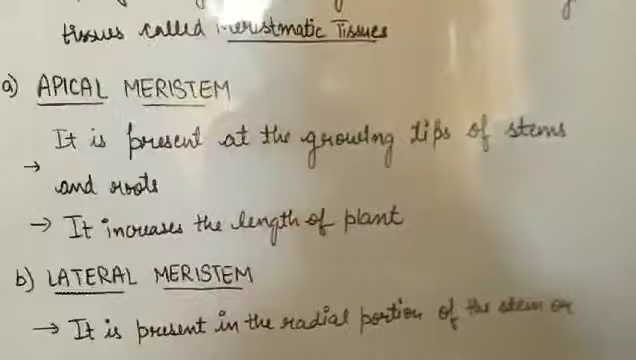 tissues called Meristmatic Tissues
a) APICAL MERISTEM
It is present at the growing tips of stems
→ and roots
→ It increases the length of plant
b) LATERAL MERISTEM
→ It is present in the radial portion of the stem or